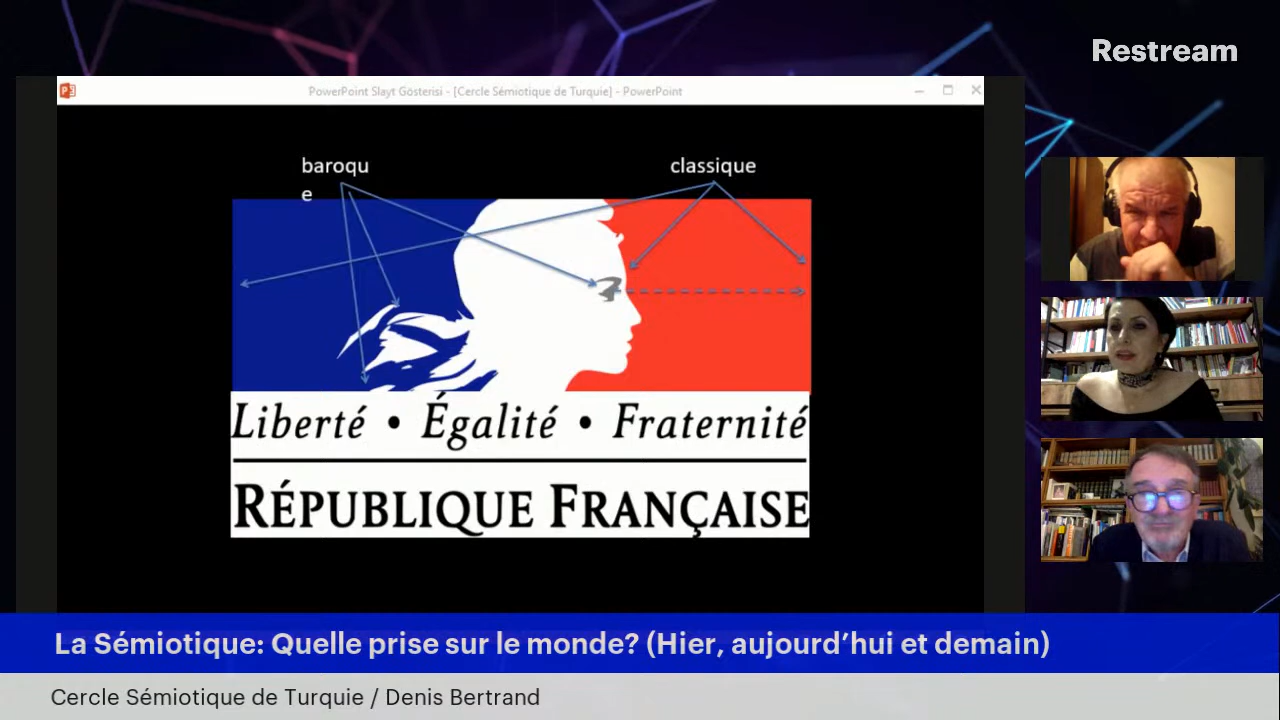 Restream
PowerPoint Slayt Gösterisi - [Cercle Sémiotique de Turquie] - PowerPoint
baroqu
e
classique
Liberté • Égalité • Fraternité
RÉPUBLIQUE FRANÇAISE
La Sémiotique: Quelle prise sur le monde? (Hier, aujourd’hui et demain)
Cercle Sémiotique de Turquie / Denis Bertrand